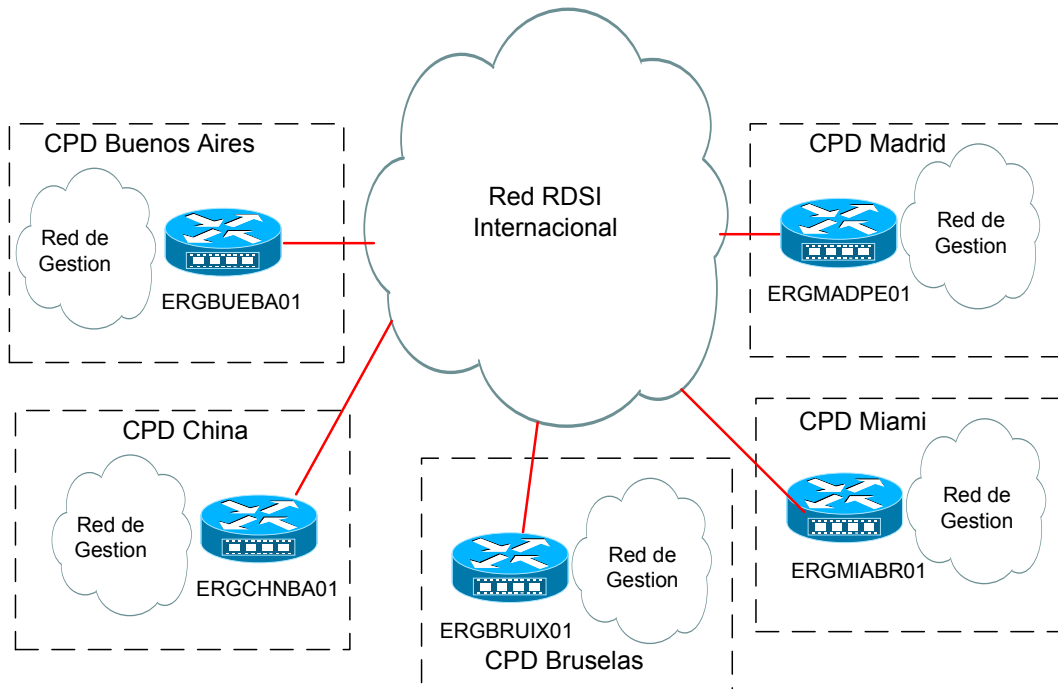 CPD Buenos Aires
Red de
Gestion
ERGBUEBA01
Red RDSI
Internacional
CPD Madrid
Red de
Gestion
ERGMADPE01
CPD China
Red de
Gestion
ERGCHNBA01
Red de
Gestion
ERGBRUIX01
CPD Bruselas
CPD Miami
Red de
Gestion
ERGMIABR01